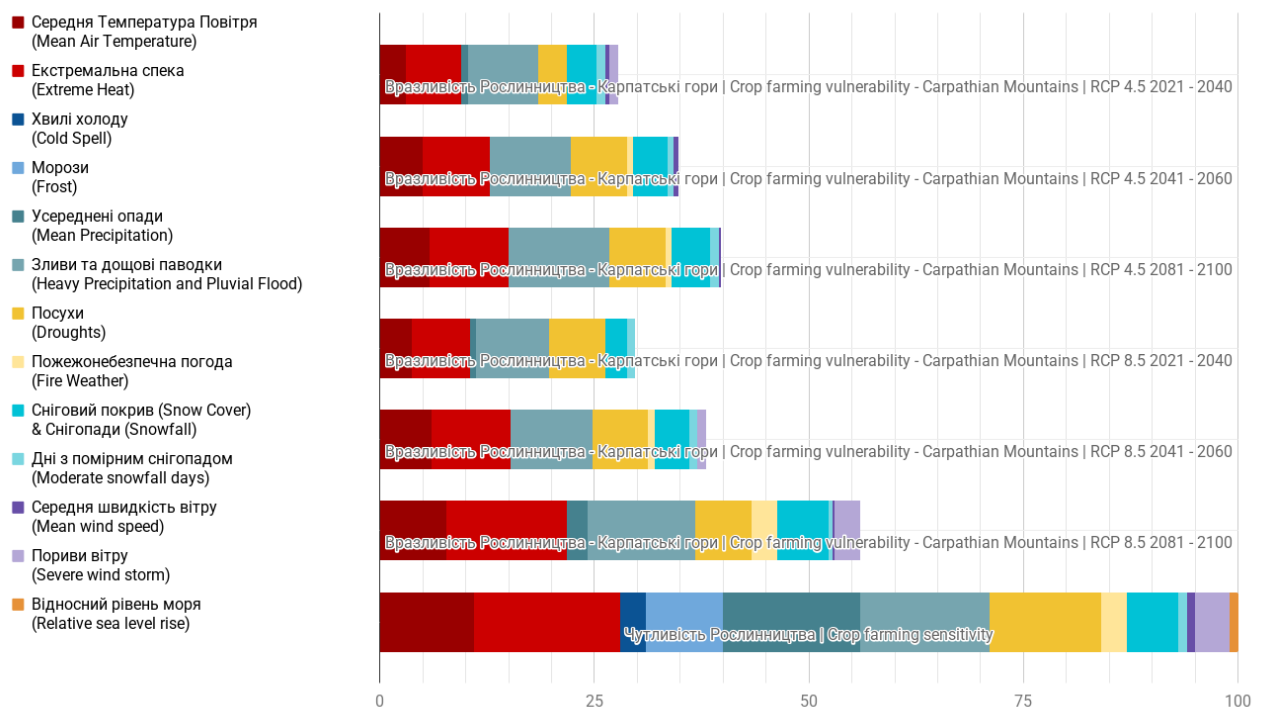 Середня Температура Повітря
(Mean Air Temperature)
Екстремальна спека
(Extreme Heat)
Хвилі холоду
(Cold Spell)
Морози
(Frost)
Усереднені опади
(Mean Precipitation)
Зливи та дощові паводки
(Heavy Precipitation and Pluvial Flood)
Посухи
(Droughts)
Пожежонебезпечна погода
(Fire Weather)
Сніговий покрив (Snow Cover)
& Снігопади (Snowfall)
Дні з помірним снігопадом
(Moderate snowfall days)
Середня швидкість вітру
(Mean wind speed)
Пориви вітру
(Severe wind storm)
Відносний рівень моря
(Relative sea level rise)
Вразливість Рослинництва - Карпатські гори | Crop farming vulnerability - Carpathian Mountains | RCP 4.5 2021 - 2040
Вразливість Рослинництва - Карпатські гори | Crop farming vulnerability - Carpathian Mountains | RCP 4.5 2041 - 2060
Вразливість Рослинництва - Карпатські гори | Crop farming vulnerability - Carpathian Mountains | RCP 4.5 2081 - 2100
Вразливість Рослинництва - Карпатські гори | Crop farming vulnerability - Carpathian Mountains | RCP 8.5 2021 - 2040
Вразливість Рослинництва - Карпатські гори | Crop farming vulnerability - Carpathian Mountains | RCP 8.5 2041 - 2060
Вразливість Рослинництва - Карпатські гори | Crop farming vulnerability - Carpathian Mountains | RCP 8.5 2081 - 2100
Чутливість Рослинництва | Crop farming sensitivity
0 25 50 75 100